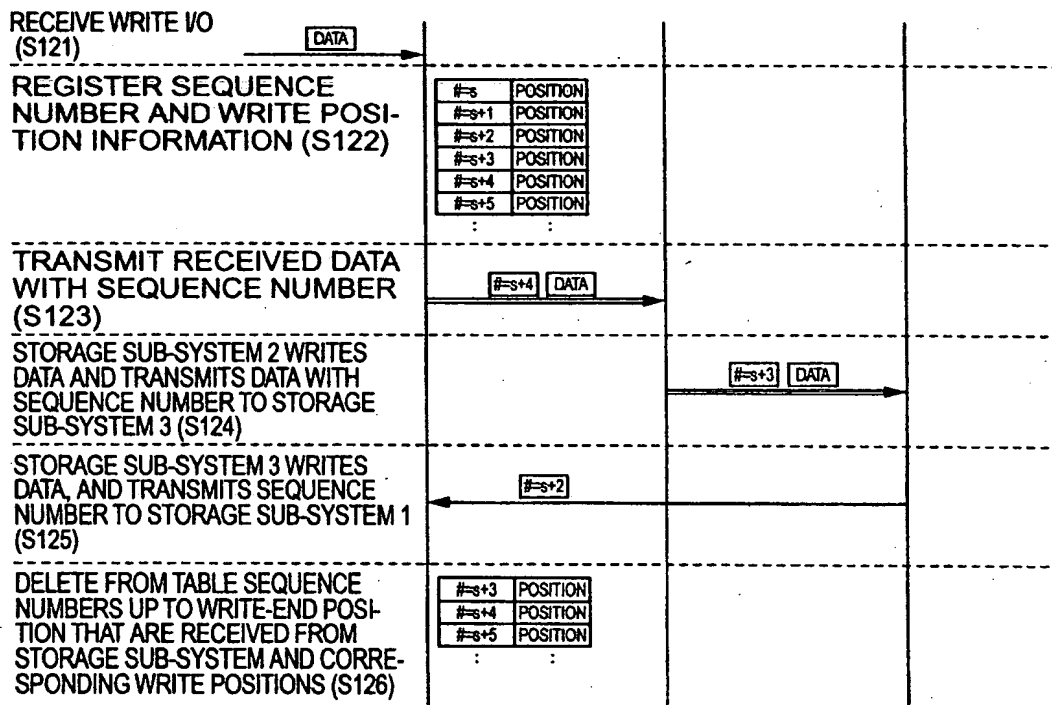 RECEIVE WRITE I/O
(S121)
DATA
REGISTER SEQUENCE
NUMBER AND WRITE POSI-
TION INFORMATION (S122)
#=s POSITION
#=s+1 POSITION
#=s+2 POSITION
#=s+3 POSITION
#=s+4 POSITION
#=s+5 POSITION
: :
TRANSMIT RECEIVED DATA
WITH SEQUENCE NUMBER
(S123)
#=s+4 DATA
STORAGE SUB-SYSTEM 2 WRITES
DATA AND TRANSMITS DATA WITH
SEQUENCE NUMBER TO STORAGE
SUB-SYSTEM 3 (S124)
#=s+3 DATA
STORAGE SUB-SYSTEM 3 WRITES
DATA, AND TRANSMITS SEQUENCE
NUMBER TO STORAGE SUB-SYSTEM 1
(S125)
#=s+2
DELETE FROM TABLE SEQUENCE
NUMBERS UP TO WRITE-END POSI-
TION THAT ARE RECEIVED FROM
STORAGE SUB-SYSTEM AND CORRE-
SPONDING WRITE POSITIONS (S126)
#=s+3 POSITION
#=s+4 POSITION
#=s+5 POSITION
: :